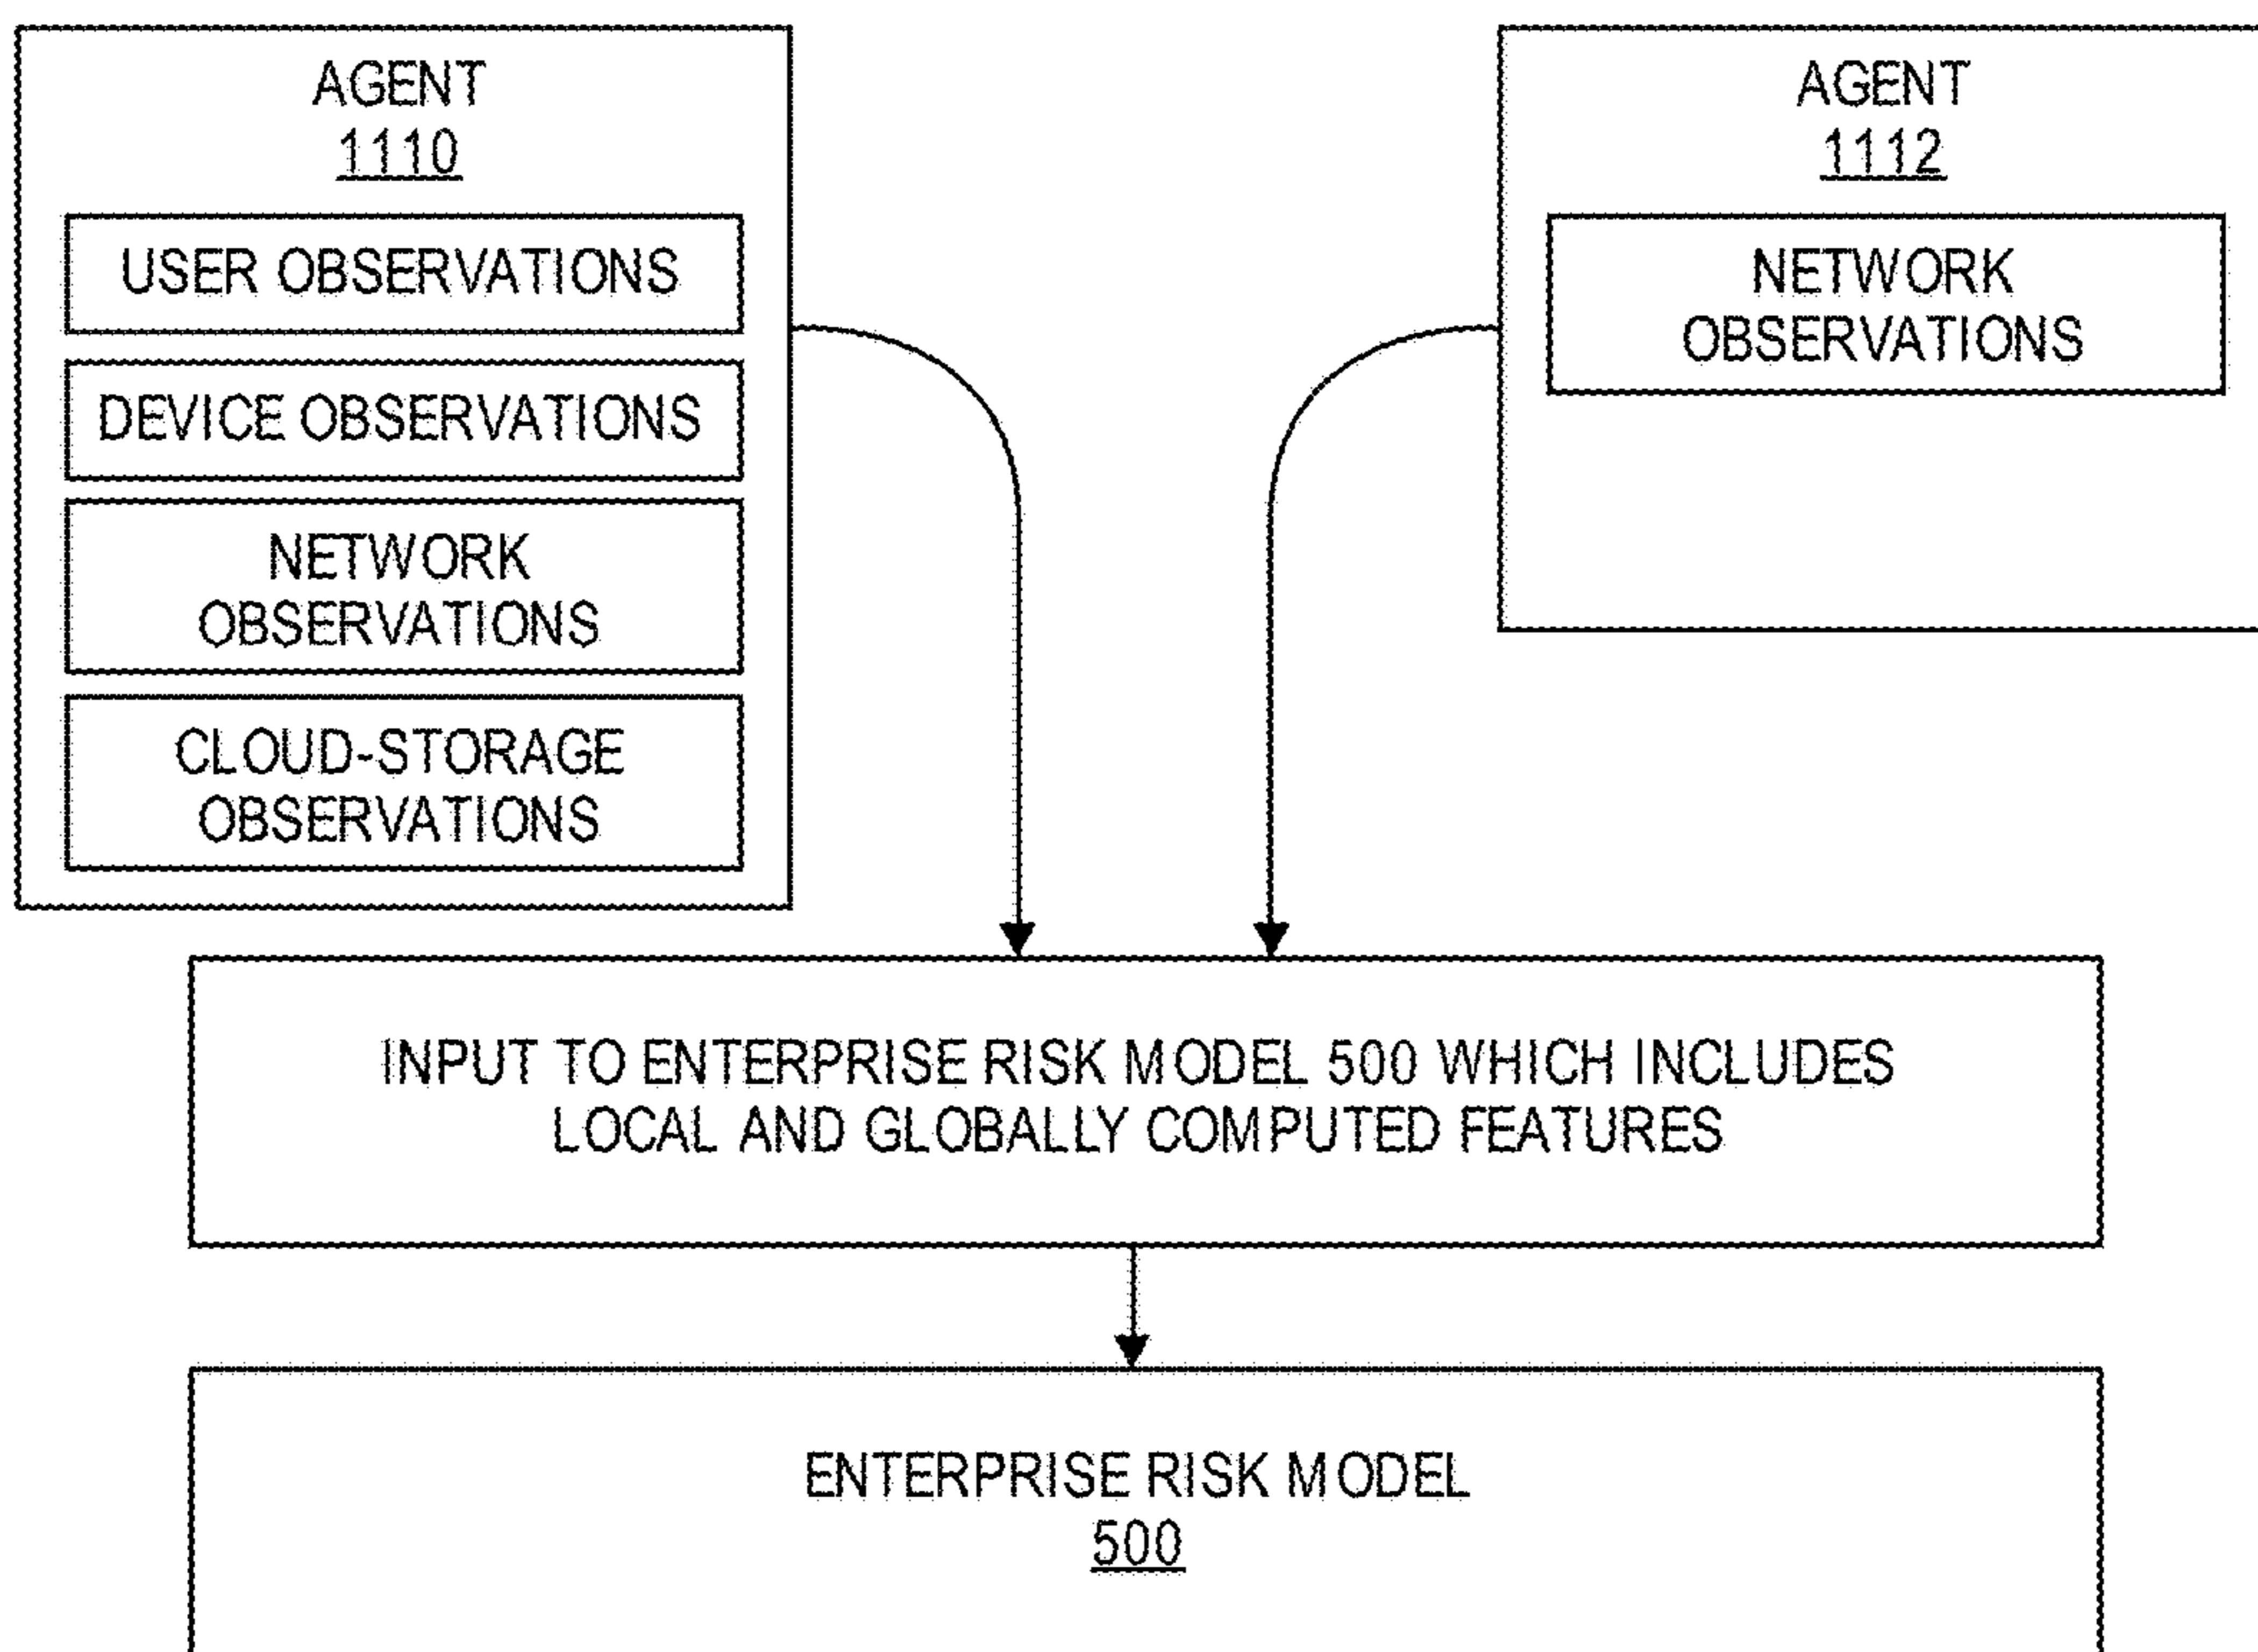 AGENT
1110
USER OBSERVATIONS
DEVICE OBSERVATIONS
NETWORK
OBSERVATIONS
CLOUD-STORAGE
OBSERVATIONS
AGENT
1112
NETWORK
OBSERVATIONS
INPUT TO ENTERPRISE RISK MODEL 500 WHICH INCLUDES
LOCAL AND GLOBALLY COMPUTED FEATURES
ENTERPRISE RISK MODEL
500